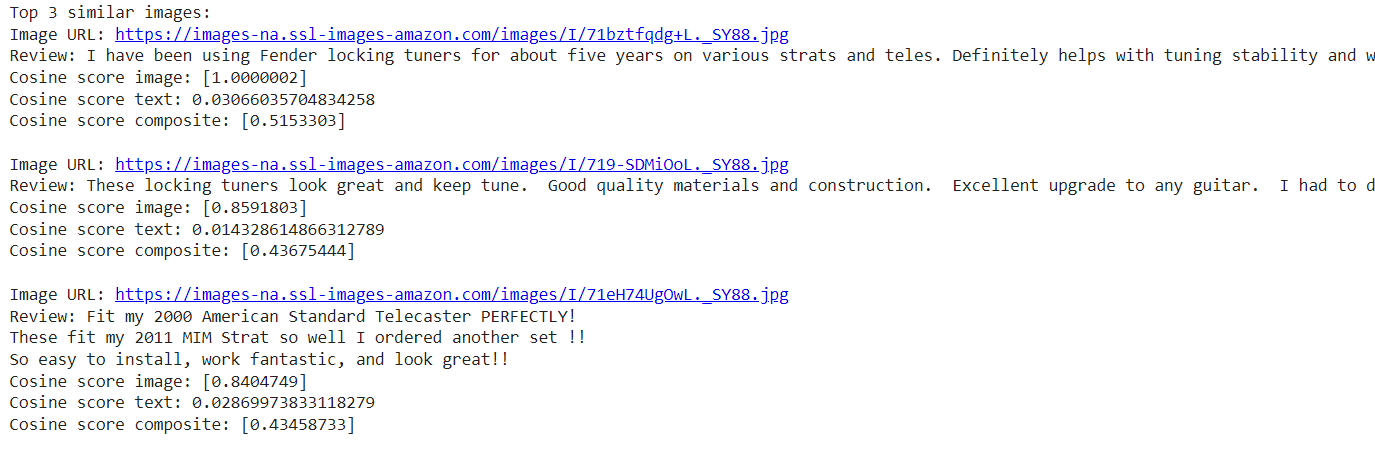 Top 3 similar images:
Image URL: https://images-na.ssl-images-amazon.com/images/I/71bztfqdg+L._SY88.jpg
Review: I have been using Fender locking tuners for about five years on various strats and teles. Definitely helps with tuning stability and w
Cosine score image: [1.0000002]
Cosine score text: 0.03066035704834258
Cosine score composite: [0.5153303]
Image URL: https://images-na.ssl-images-amazon.com/images/I/719-SDMiOoL._SY88.jpg
Review: These locking tuners look great and keep tune.  Good quality materials and construction.  Excellent upgrade to any guitar.  I had to d
Cosine score image: [0.8591803]
Cosine score text: 0.014328614866312789
Cosine score composite: [0.43675444]
Image URL: https://images-na.ssl-images-amazon.com/images/I/71eH74UgOwL._SY88.jpg
Review: Fit my 2000 American Standard Telecaster PERFECTLY!
These fit my 2011 MIM Strat so well I ordered another set !!
So easy to install, work fantastic, and look great!!
Cosine score image: [0.8404749]
Cosine score text: 0.02869973833118279
Cosine score composite: [0.43458733]